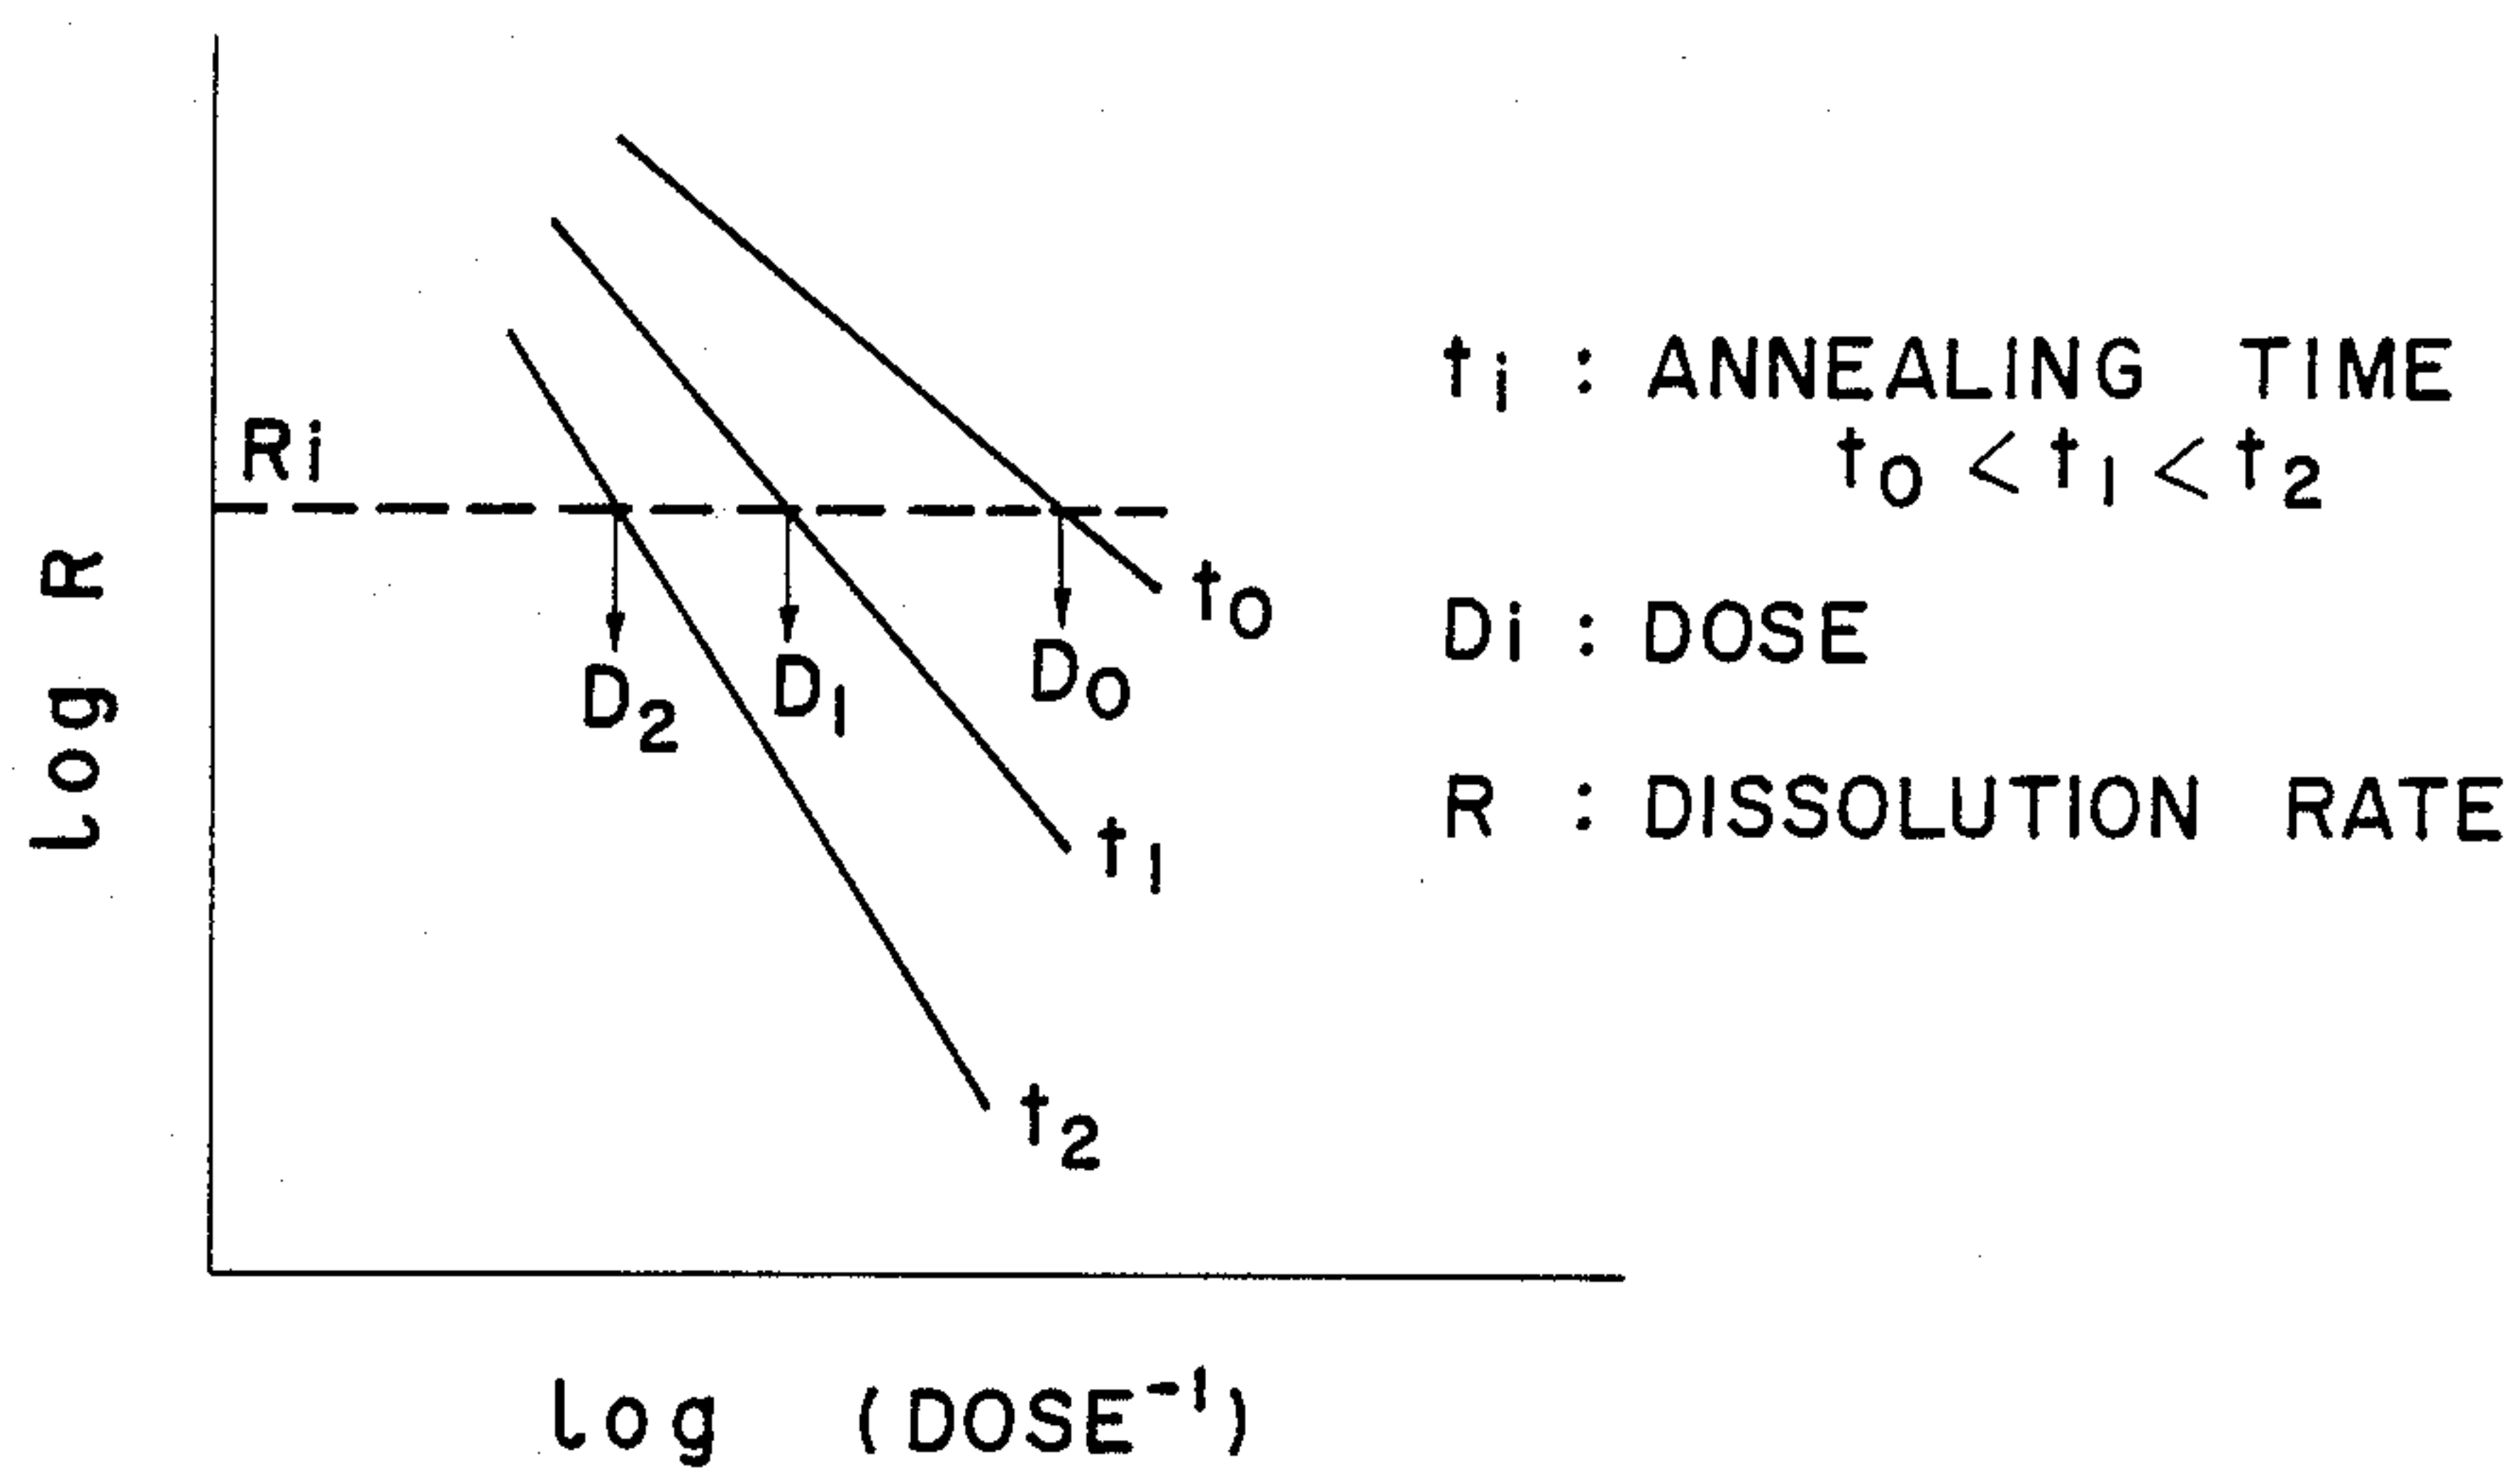 Ri
log R
D2
D1
D0
t0
t1
t2
log (DOSE⁻¹)
ti : ANNEALING TIME
t0 < t1 < t2
Di : DOSE
R : DISSOLUTION RATE